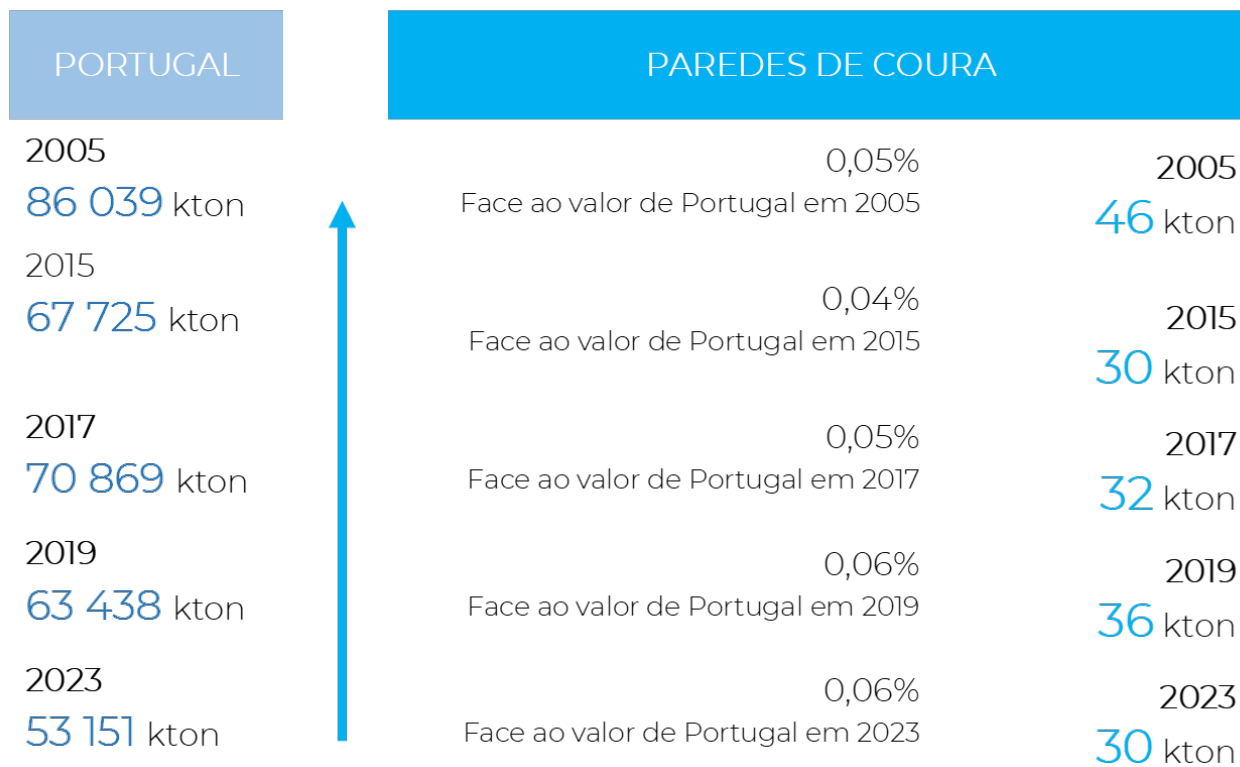 PORTUGAL
2005
86 039 kton
2015
67 725 kton
2017
70 869 kton
2019
63 438 kton
2023
53 151 kton
PAREDES DE COURA
0,05%
Face ao valor de Portugal em 2005
2005
46 kton
0,04%
Face ao valor de Portugal em 2015
2015
30 kton
0,05%
Face ao valor de Portugal em 2017
2017
32 kton
0,06%
Face ao valor de Portugal em 2019
2019
36 kton
0,06%
Face ao valor de Portugal em 2023
2023
30 kton